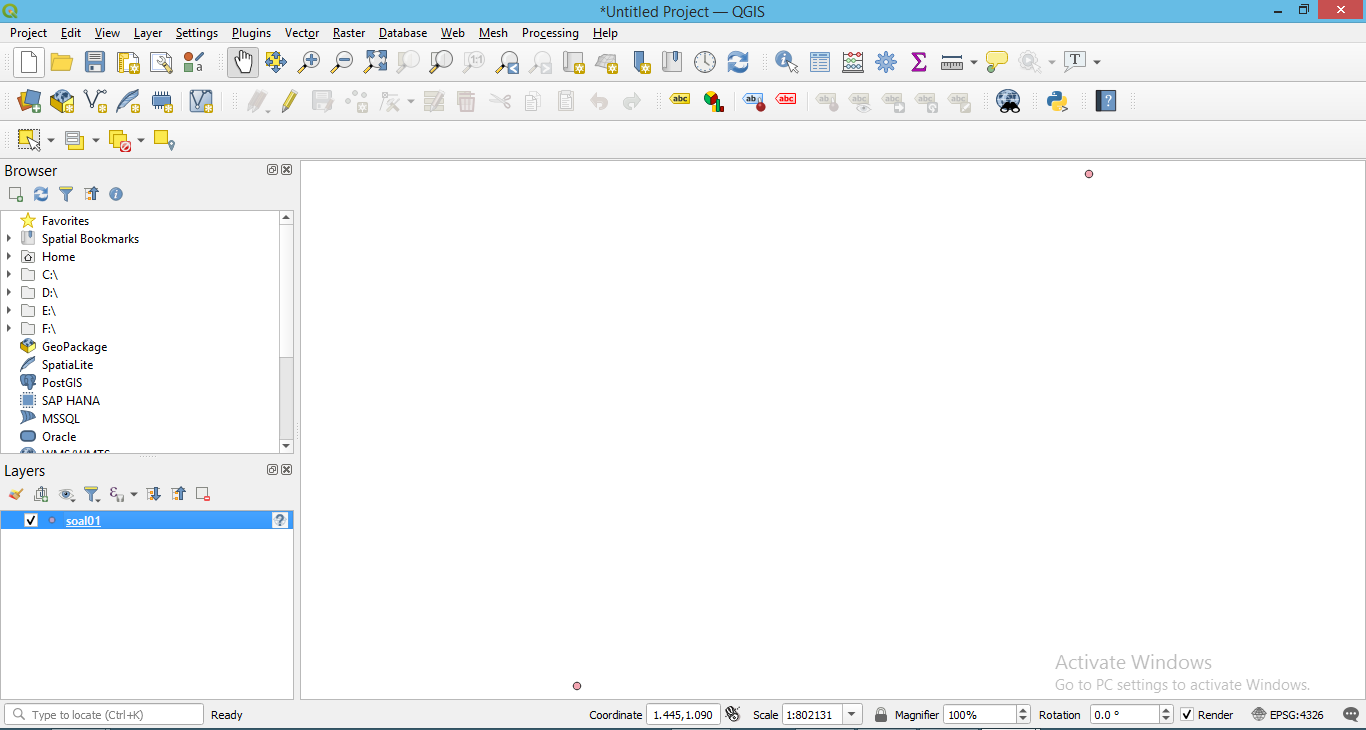 *Untitled Project — QGIS
Project Edit View Layer Settings Plugins Vector Raster Database Web Mesh Processing Help
Browser
Favorites
Spatial Bookmarks
Home
C:\
D:\
E:\
F:\
GeoPackage
SpatiaLite
PostGIS
SAP HANA
MSSQL
Oracle
WMS/WMTS
Layers
soal01
Activate Windows
Go to PC settings to activate Windows.
Type to locate (Ctrl+K) Ready Coordinate 1.445,1.090 Scale 1:802131 Magnifier 100% Rotation 0.0 ° Render EPSG:4326